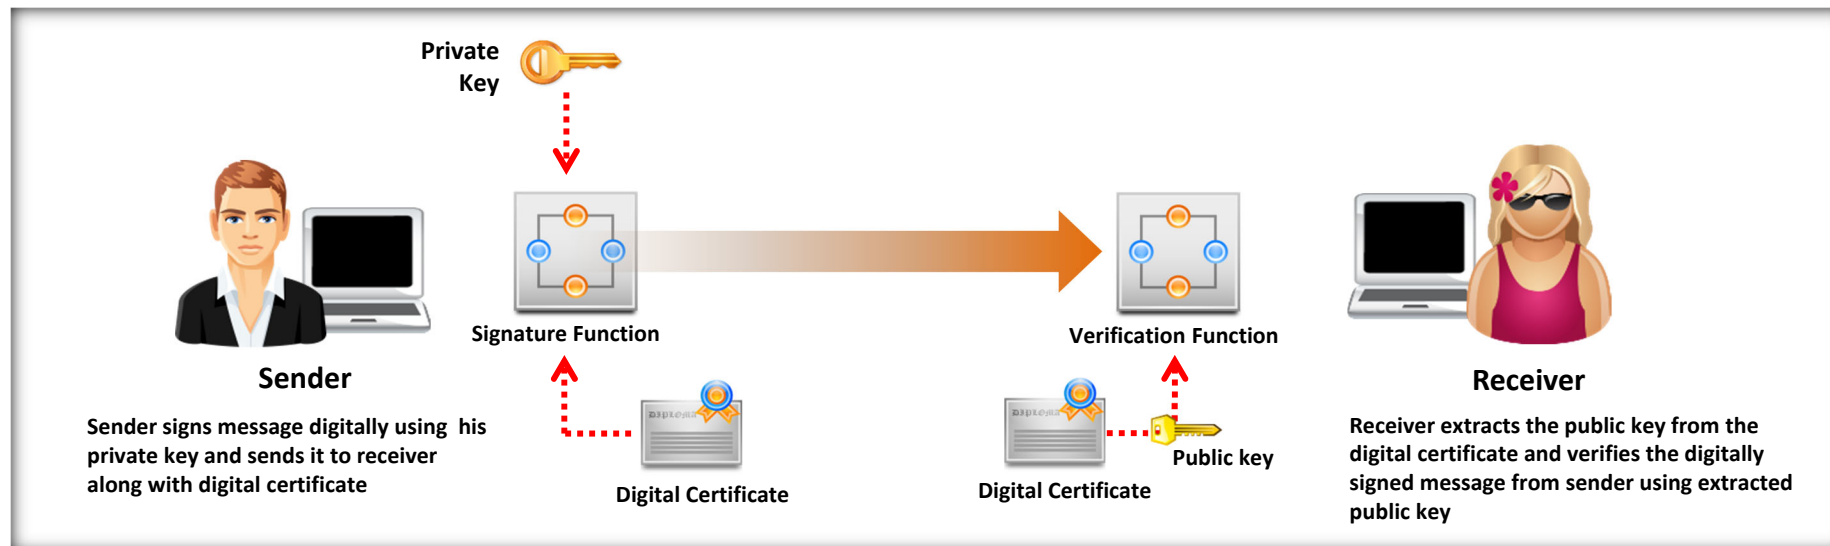 Private
Key
Signature Function
Verification Function
Sender
Receiver
Sender signs message digitally using his
private key and sends it to receiver
along with digital certificate
DIPLOMA
Digital Certificate
DIPLOMA
Public key
Digital Certificate
Receiver extracts the public key from the
digital certificate and verifies the digitally
signed message from sender using extracted
public key